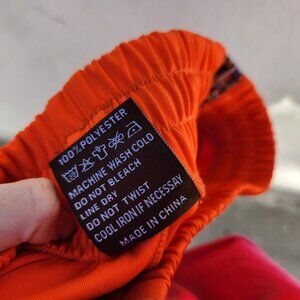 100% POLYESTER
MACHINE WASH COLD
DO NOT BLEACH
LINE DRY
DO NOT TWIST
COOL IRON IF NECESSAY
MADE IN CHINA